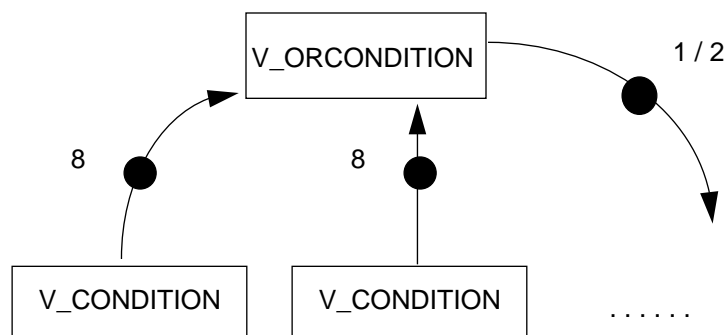 1 / 2
V_ORCONDITION
8
8
V_CONDITION
V_CONDITION
. . . . . .